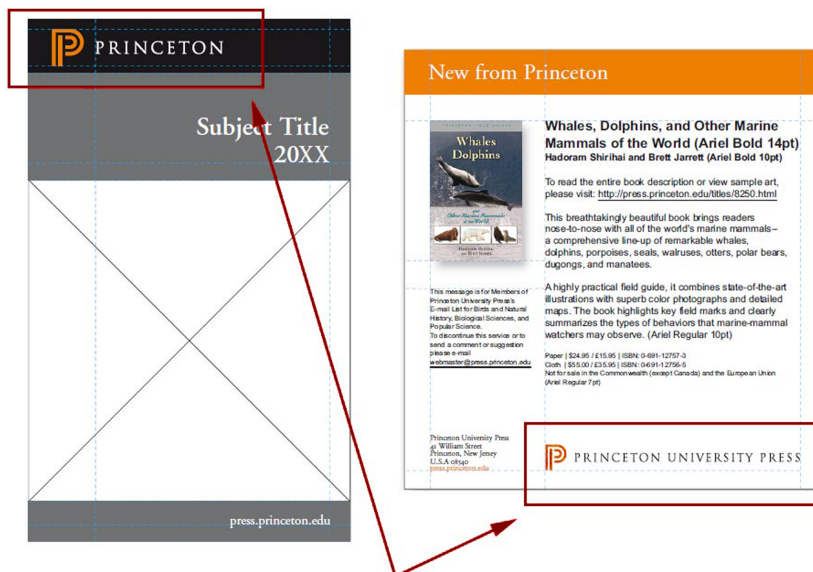 PRINCETON
Subject Title
20XX
press.princeton.edu
New from Princeton
PRINCETON FIELD GUIDES
Whales
Dolphins
and
Other Marine Mammals
of the World
Whales, Dolphins, and Other Marine
Mammals of the World (Ariel Bold 14pt)
Hadoram Shirihai and Brett Jarrett (Ariel Bold 10pt)
To read the entire book description or view sample art,
please visit: http://press.princeton.edu/titles/8250.html
This breathtakingly beautiful book brings readers
nose-to-nose with all of the world's marine mammals–
a comprehensive line-up of remarkable whales,
dolphins, porpoises, seals, walruses, otters, polar bears,
dugongs, and manatees.
A highly practical field guide, it combines state-of-the-art
illustrations with superb color photographs and detailed
maps. The book highlights key field marks and clearly
summarizes the types of behaviors that marine-mammal
watchers may observe. (Ariel Regular 10pt)
Paper | $24.95 / £15.95 | ISBN: 0-691-12757-3
Cloth | $55.00 / £35.95 | ISBN: 0-691-12756-5
Not for sale in the Commonwealth (except Canada) and the European Union
(Ariel Regular 7pt)
This message is for Members of
Princeton University Press's
E-mail List for Birds and Natural
History, Biological Sciences, and
Popular Science.
To discontinue this service or to
send a comment or suggestion
please e-mail
webmaster@press.princeton.edu
Princeton University Press
41 William Street
Princeton, New Jersey
U.S.A 08540
press.princeton.edu
PRINCETON UNIVERSITY PRESS